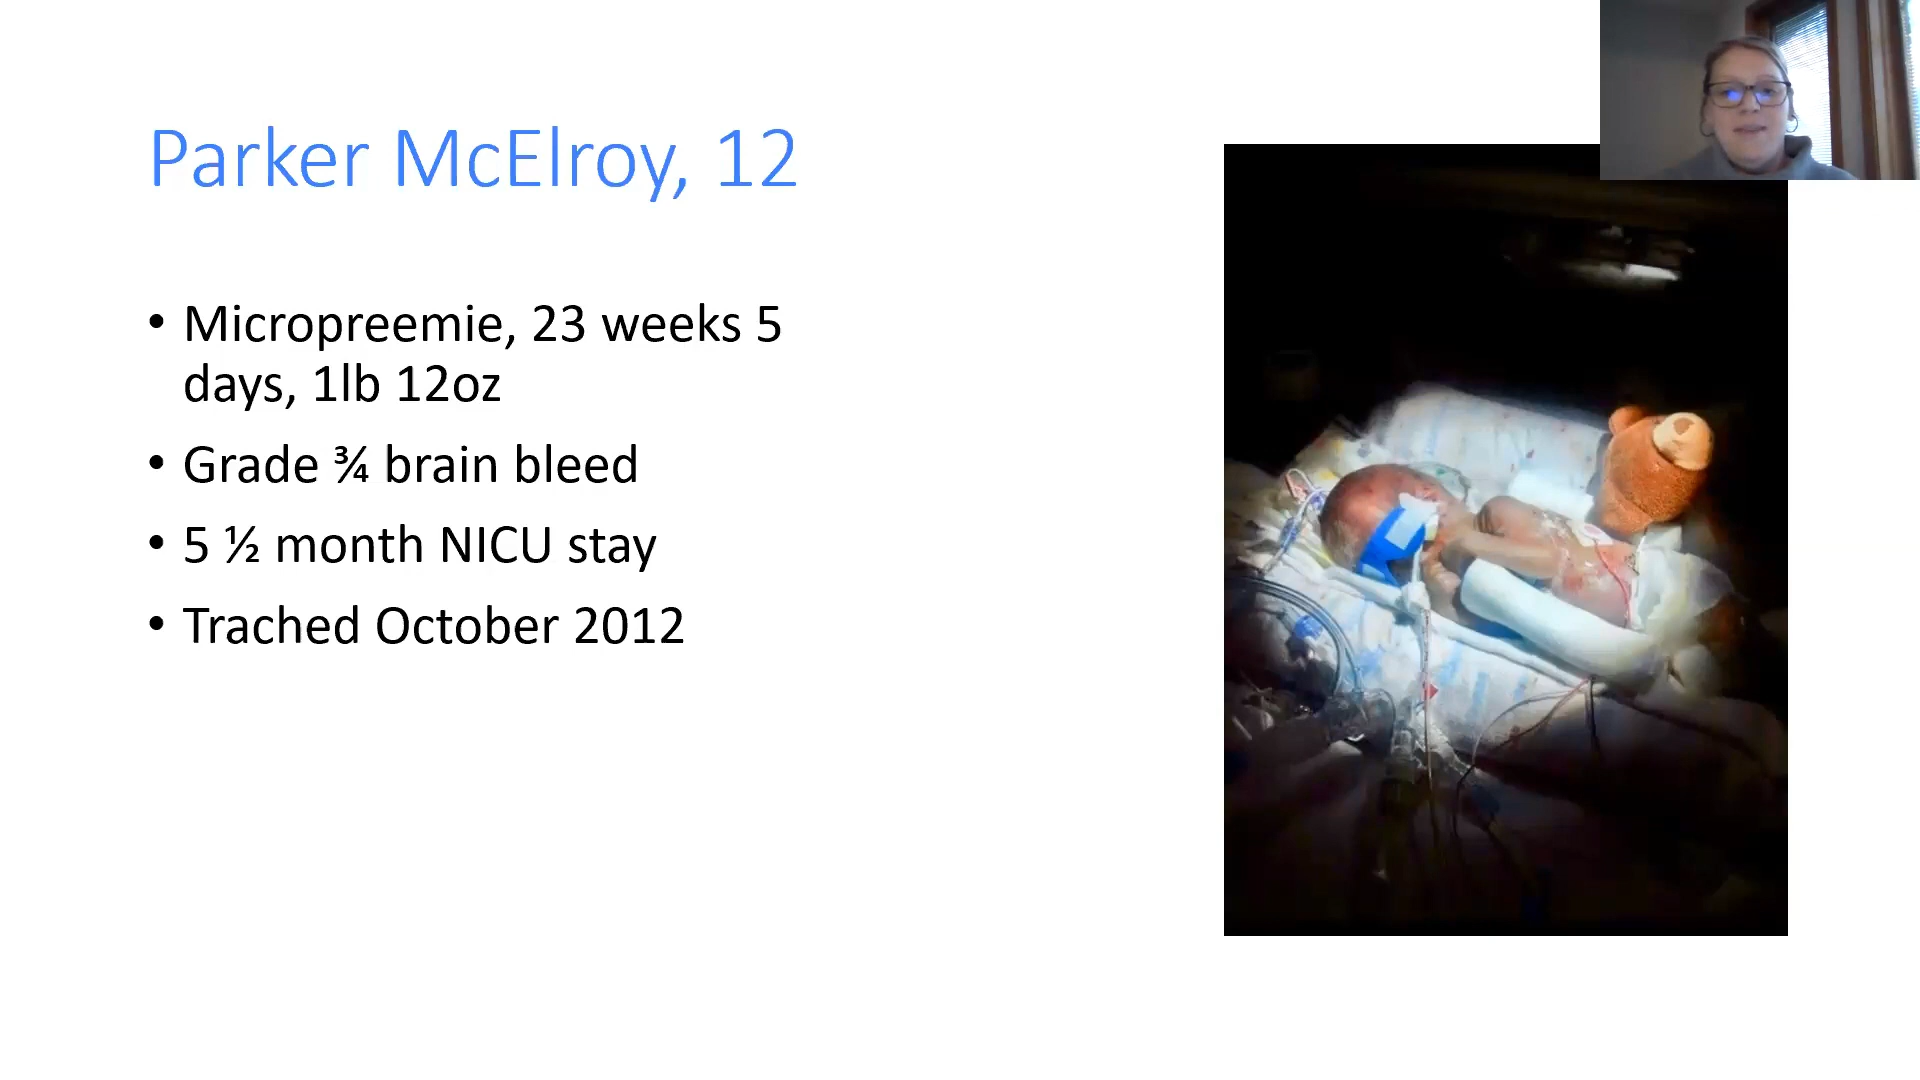 Parker McElroy, 12
• Micropreemie, 23 weeks 5
days, 1lb 12oz
• Grade ¾ brain bleed
• 5 ½ month NICU stay
• Trached October 2012